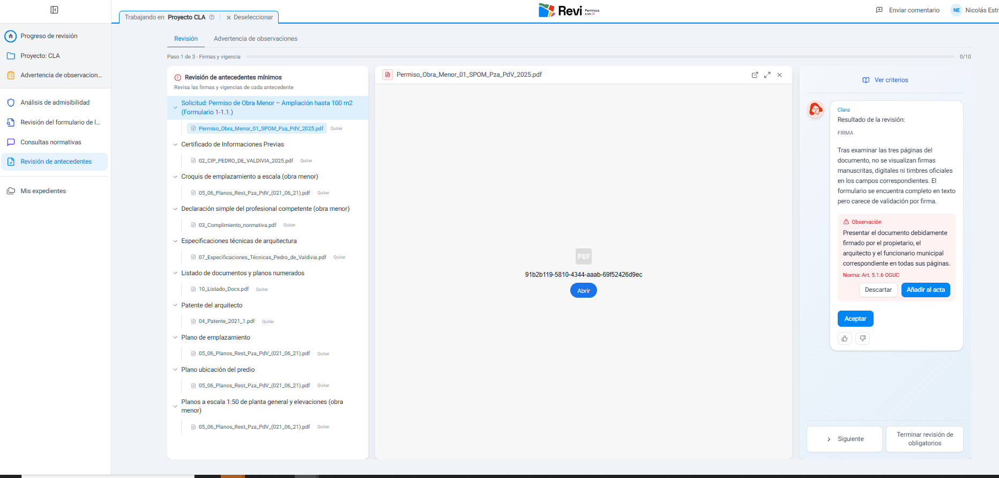 Trabajando en Proyecto CLA
Deseleccionar
Revi Permisos con IA
Enviar comentario
NE Nicolás Estr
Progreso de revisión
Proyecto: CLA
Advertencia de observacion...
Análisis de admisibilidad
Revisión del formulario de l...
Consultas normativas
Revisión de antecedentes
Mis expedientes
Revisión
Advertencia de observaciones
Paso 1 de 3 · Firmas y vigencia
0/10
Revisión de antecedentes mínimos
Revisa las firmas y vigencias de cada antecedente
Solicitud: Permiso de Obra Menor – Ampliación hasta 100 m2
(Formulario 1-1.1.)
Permiso_Obra_Menor_01_SPOM_Pza_PdV_2025.pdf Quitar
Certificado de Informaciones Previas
02_CIP_PEDRO_DE_VALDIVIA_2025.pdf Quitar
Croquis de emplazamiento a escala (obra menor)
05_06_Planos_Rest_Pza_PdV_(021_06_21).pdf Quitar
Declaración simple del profesional competente (obra menor)
03_Complimiento_normativa.pdf Quitar
Especificaciones técnicas de arquitectura
07_Especificaciones_Técnicas_Pedro_de_Valdivia.pdf Quitar
Listado de documentos y planos numerados
10_Listado_Docs.pdf Quitar
Patente del arquitecto
04_Patente_2021_1.pdf Quitar
Plano de emplazamiento
05_06_Planos_Rest_Pza_PdV_(021_06_21).pdf Quitar
Plano ubicación del predio
05_06_Planos_Rest_Pza_PdV_(021_06_21).pdf Quitar
Planos a escala 1:50 de planta general y elevaciones (obra
menor)
05_06_Planos_Rest_Pza_PdV_(021_06_21).pdf Quitar
Permiso_Obra_Menor_01_SPOM_Pza_PdV_2025.pdf
PDF
91b2b119-5810-4344-aaab-69f52426d9ec
Abrir
Ver criterios
Clara
Resultado de la revisión:
FIRMA
Tras examinar las tres páginas del
documento, no se visualizan firmas
manuscritas, digitales ni timbres oficiales
en los campos correspondientes. El
formulario se encuentra completo en texto
pero carece de validación por firma.
Observación
Presentar el documento debidamente
firmado por el propietario, el
arquitecto y el funcionario municipal
correspondiente en todas sus páginas.
Norma: Art. 5.1.6 OGUC
Descartar
Añadir al acta
Aceptar
Siguiente
Terminar revisión de
obligatorios